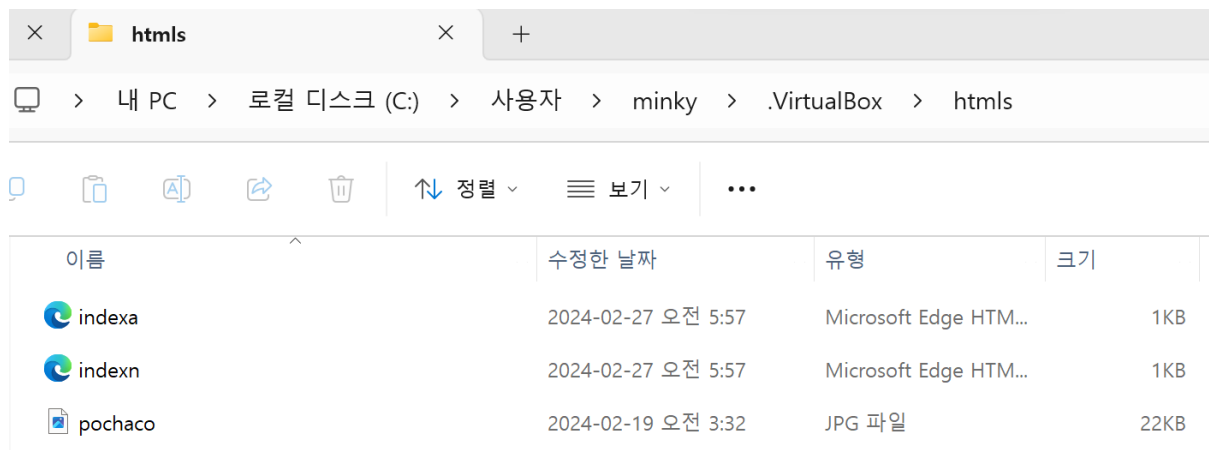 htmls
내 PC > 로컬 디스크 (C:) > 사용자 > minky > .VirtualBox > htmls
정렬 보기 •••
이름 수정한 날짜 유형 크기
indexa 2024-02-27 오전 5:57 Microsoft Edge HTM... 1KB
indexn 2024-02-27 오전 5:57 Microsoft Edge HTM... 1KB
pochaco 2024-02-19 오전 3:32 JPG 파일 22KB